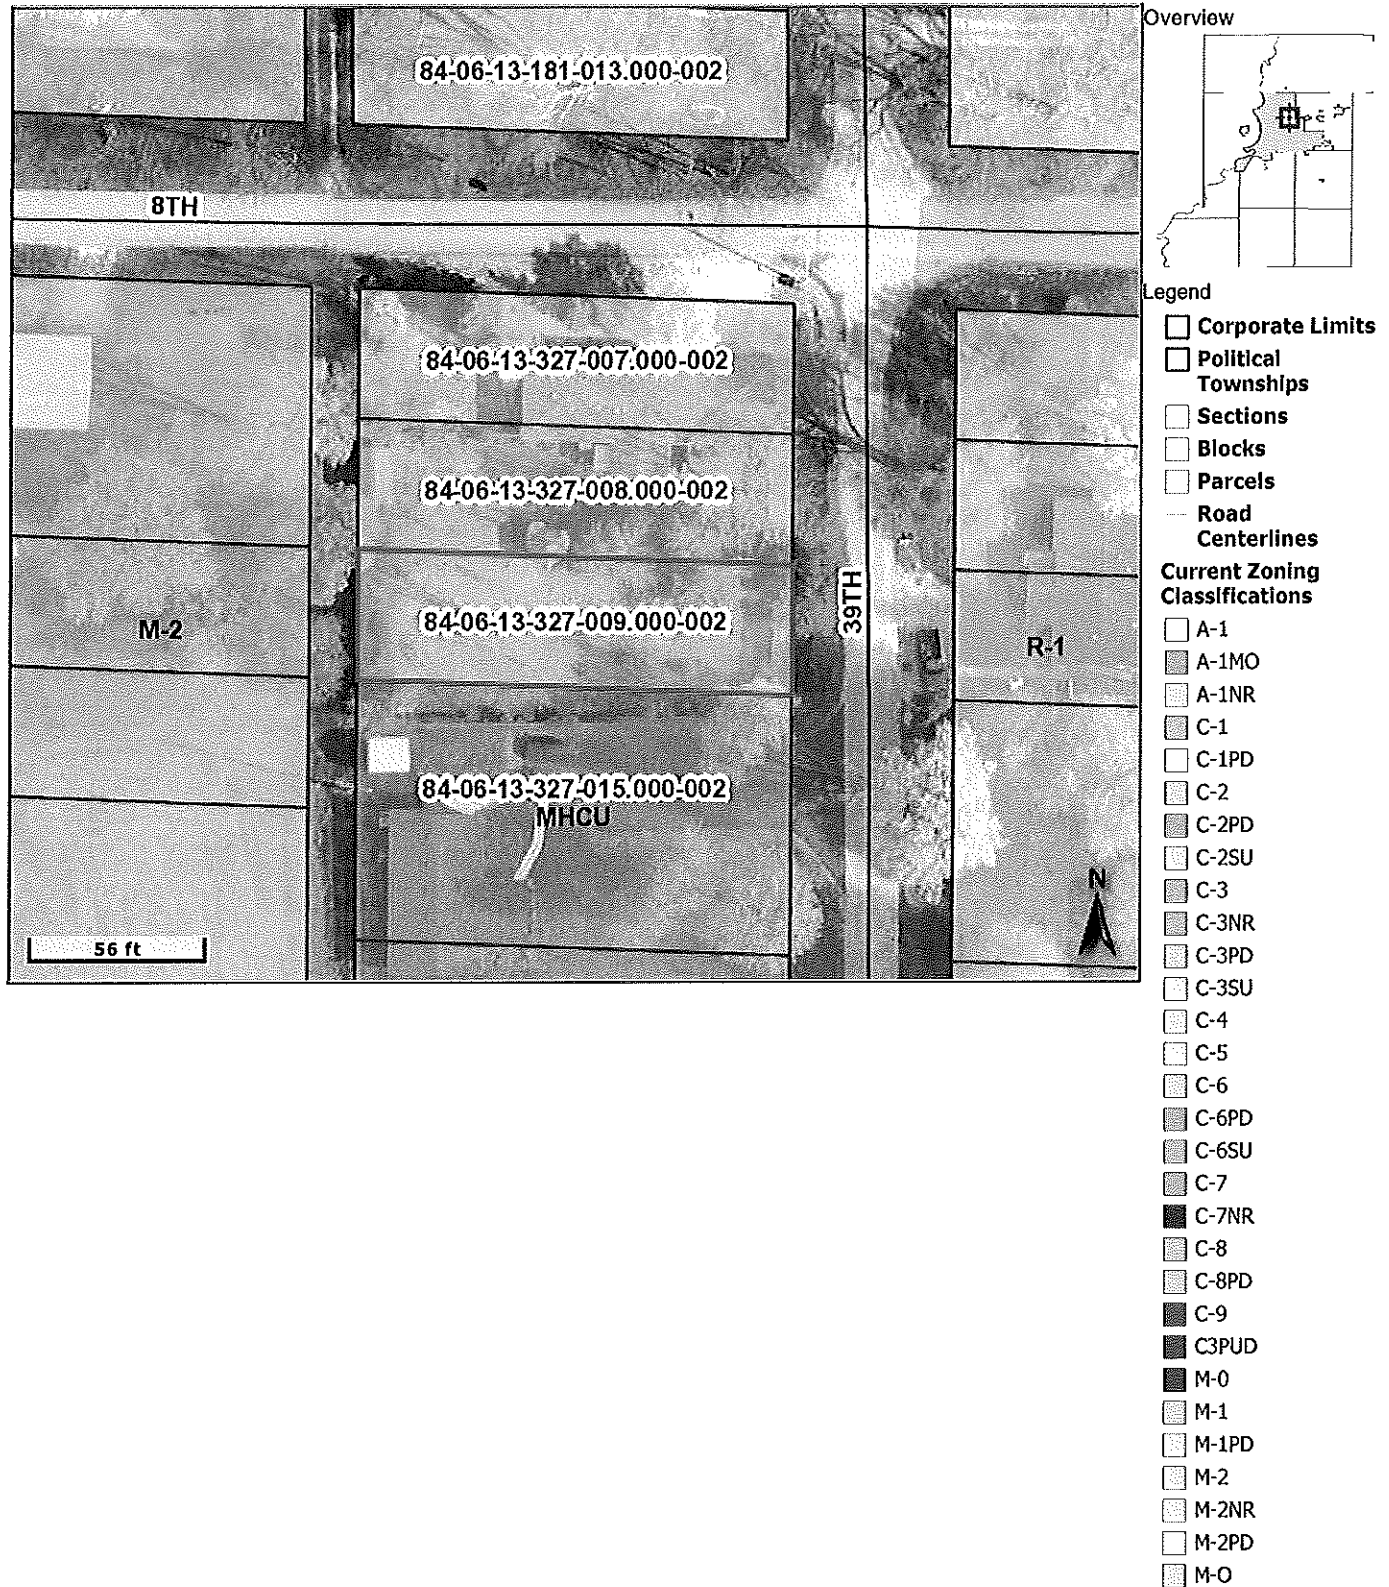 84-06-13-181-013.000-002
8TH
84-06-13-327-007.000-002
84-06-13-327-008.000-002
84-06-13-327-009.000-002
39TH
M-2
R-1
84-06-13-327-015.000-002
MHCU
N
56 ft
Overview
Legend
Corporate Limits
Political
Townships
Sections
Blocks
Parcels
Road
Centerlines
Current Zoning
Classifications
A-1
A-1MO
A-1NR
C-1
C-1PD
C-2
C-2PD
C-2SU
C-3
C-3NR
C-3PD
C-3SU
C-4
C-5
C-6
C-6PD
C-6SU
C-7
C-7NR
C-8
C-8PD
C-9
C3PUD
M-0
M-1
M-1PD
M-2
M-2NR
M-2PD
M-O